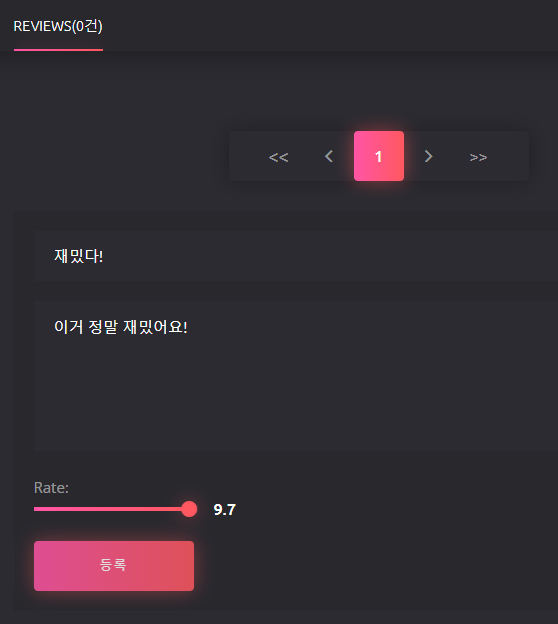 REVIEWS(0건)
<< < 1 > >>
재밌다!
이거 정말 재밌어요!
Rate:
9.7
등록